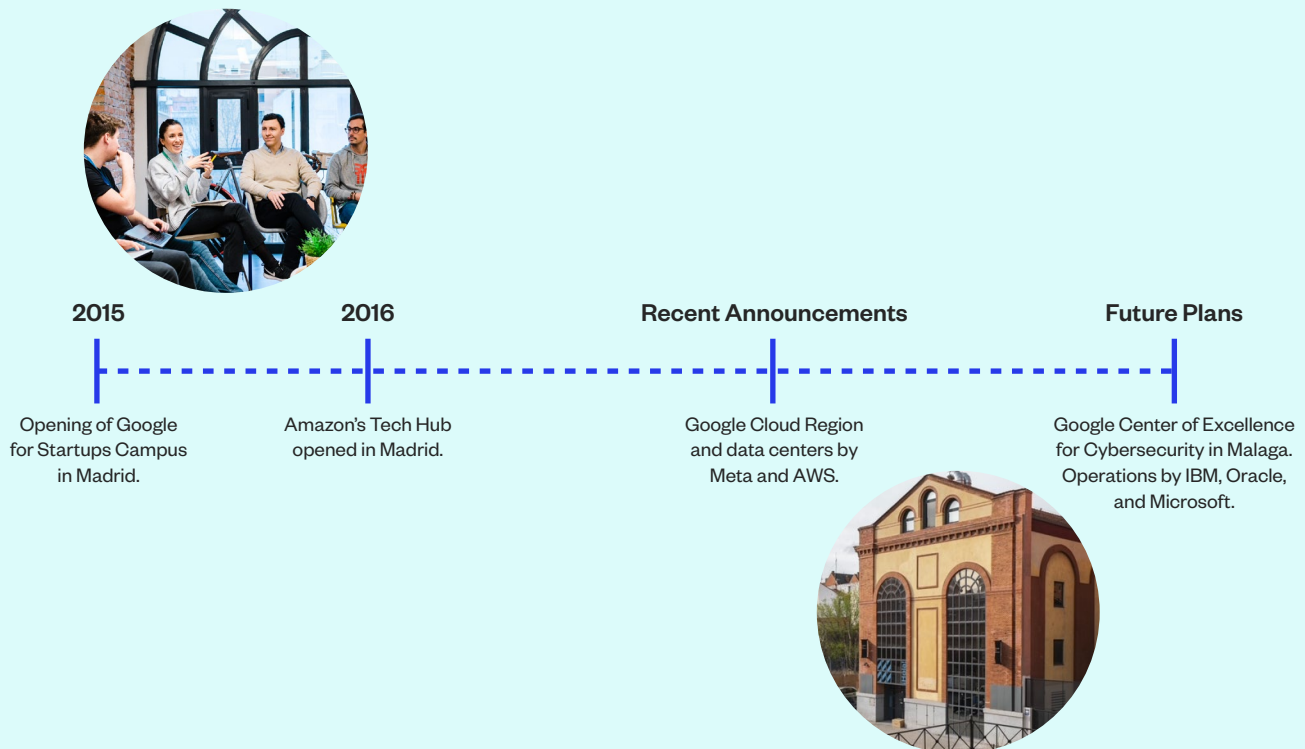 2015
2016
Recent Announcements
Future Plans
Opening of Google
for Startups Campus
in Madrid.
Amazon's Tech Hub
opened in Madrid.
Google Cloud Region
and data centers by
Meta and AWS.
Google Center of Excellence
for Cybersecurity in Malaga.
Operations by IBM, Oracle,
and Microsoft.